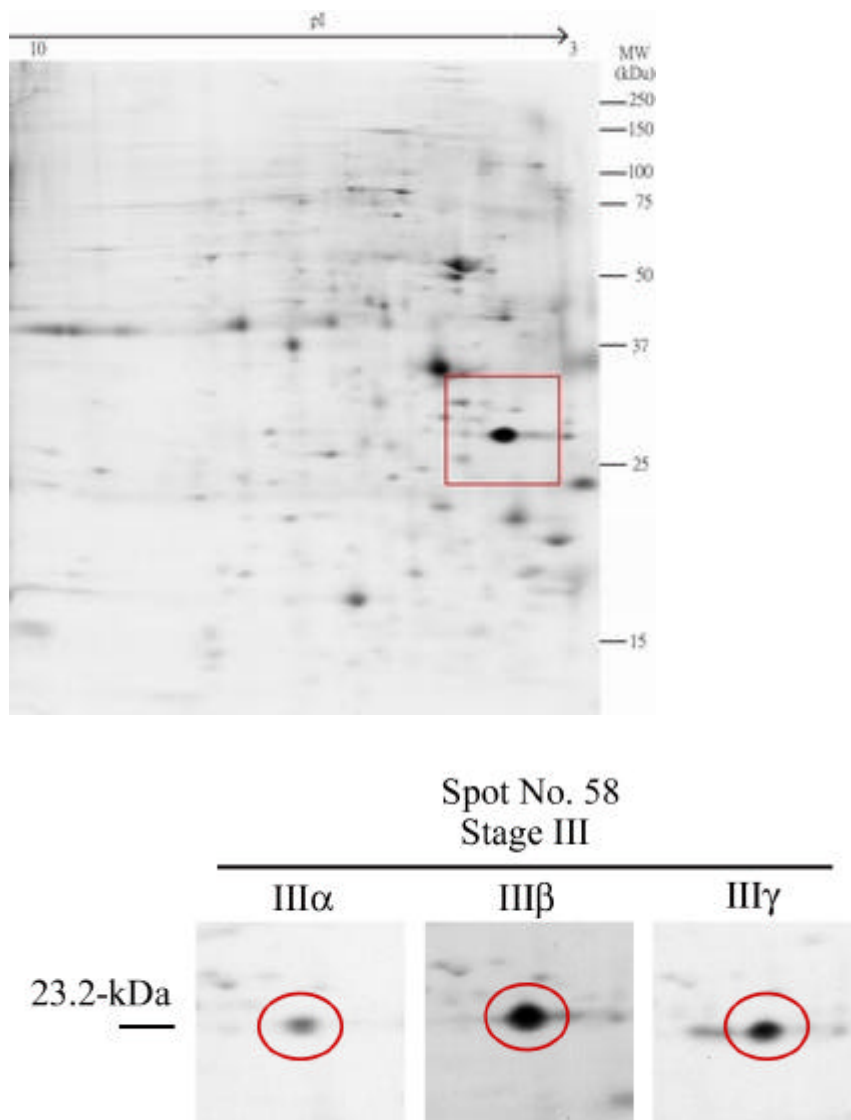 pI
10 3
MW
(kDa)
250
150
100
75
50
37
25
15
Spot No. 58
Stage III
IIIα IIIβ IIIγ
23.2-kDa